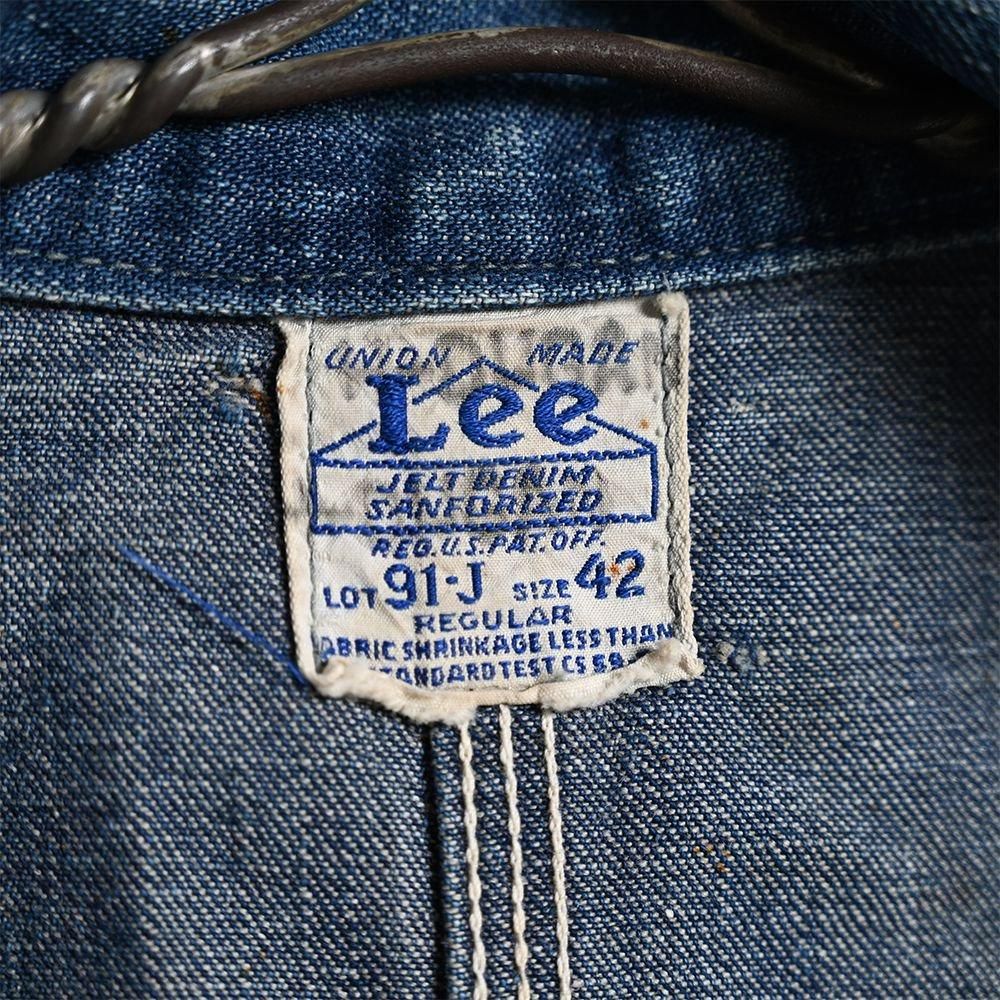 UNION MADE
Lee
JELT DENIM
SANFORIZED
REG. U.S. PAT. OFF.
LOT 91-J SIZE 42
REGULAR
ABRIC SHRINKAGE LESS THAN
TANDARD TEST CS 59